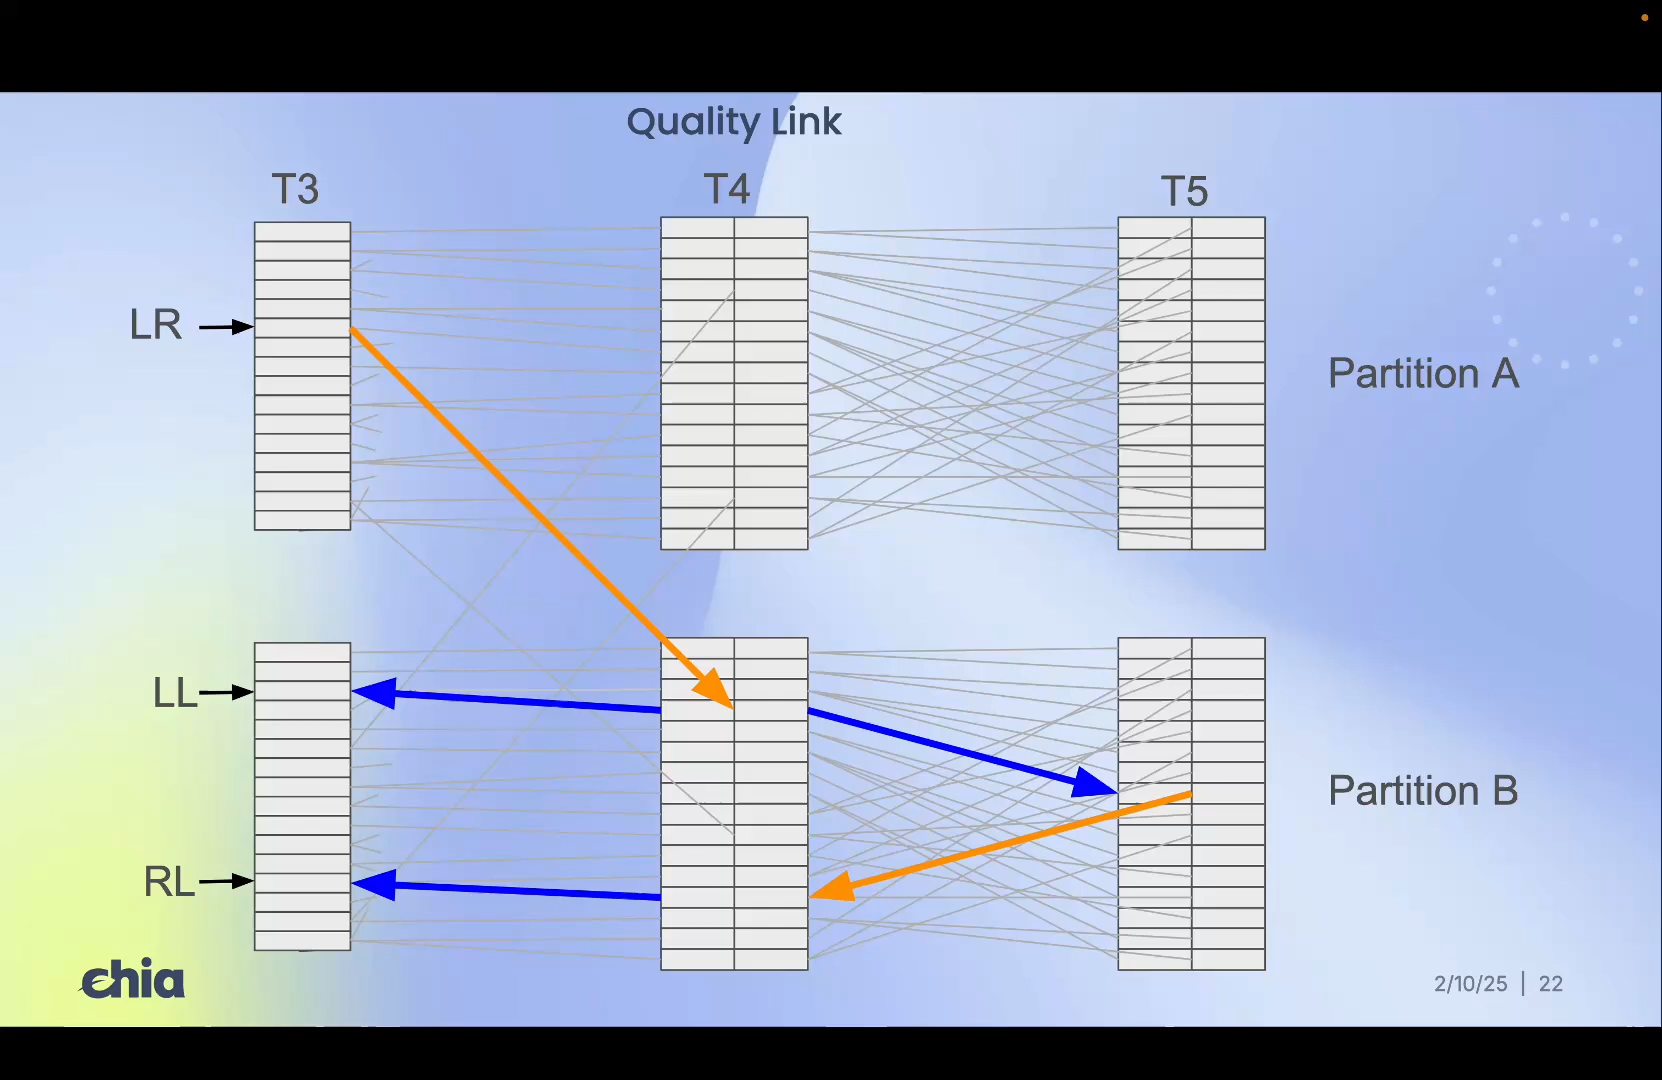 Quality Link
T3
T4
T5
LR
Partition A
LL
Partition B
RL
chia
2/10/25 | 22